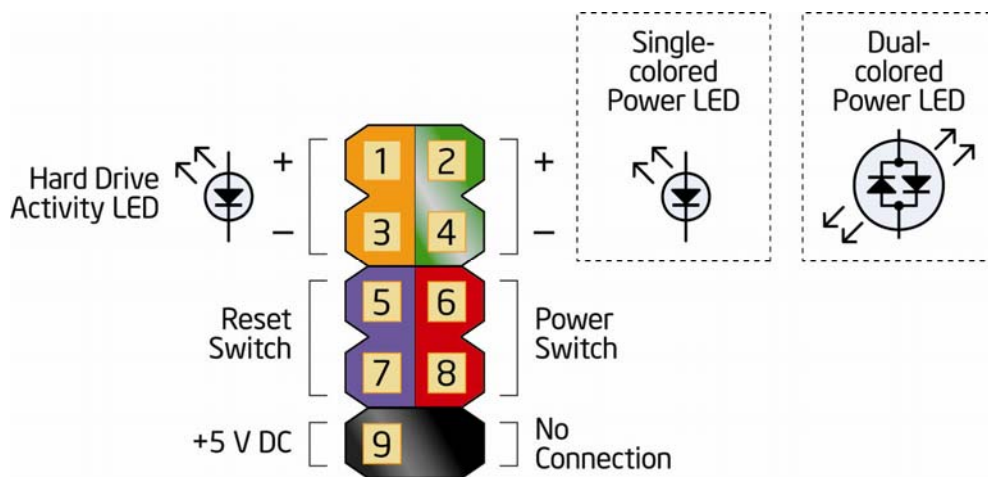 Single-
colored
Power LED
Dual-
colored
Power LED
Hard Drive
Activity LED
+
1
2
+
–
3
4
–
Reset
Switch
5
6
7
8
Power
Switch
+5 V DC
9
No
Connection